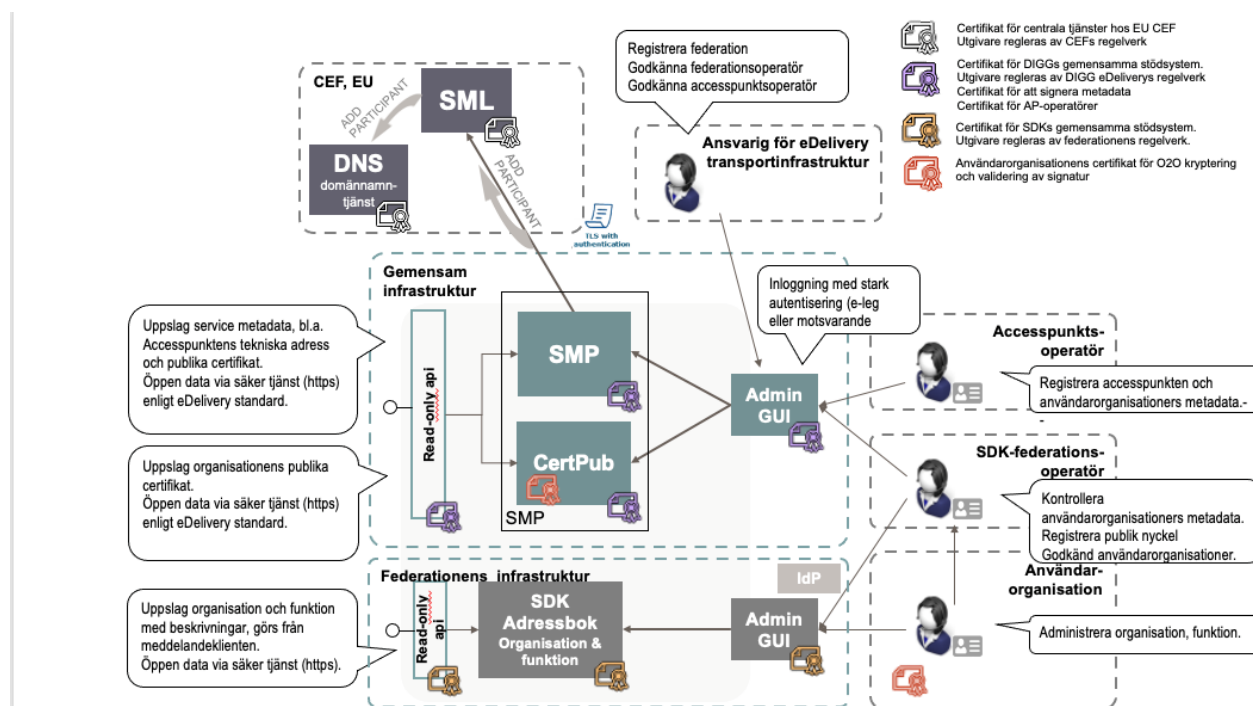 Certifikat för centrala tjänster hos EU CEF
Utgivare regleras av CEFs regelverk
Certifikat för DIGGs gemensamma stödsystem.
Utgivare regleras av DIGG eDeliverys regelverk
Certifikat för att signera metadata
Certifikat för AP-operatörer
Certifikat för SDKs gemensamma stödsystem.
Utgivare regleras av federationens regelverk.
Användarorganisationens certifikat för O2O kryptering
och validering av signatur
Registrera federation
Godkänna federationsoperatör
Godkänna accesspunktsoperatör
CEF, EU
SML
ADD
PARTICIPANT
DNS
domännamn-
tjänst
ADD
PARTICIPANT
Ansvarig för eDelivery
transportinfrastruktur
TLS with
authentication
Gemensam
infrastruktur
Inloggning med stark
autentisering (e-leg
eller motsvarande
Uppslag service metadata, bl.a.
Accesspunktens tekniska adress
och publika certifikat.
Öppen data via säker tjänst (https)
enligt eDelivery standard.
Read-only api
SMP
CertPub
SMP
Admin
GUI
Accesspunkts-
operatör
Registrera accesspunkten och
användarorganisationers metadata.-
-
Uppslag organisationens publika
certifikat.
Öppen data via säker tjänst (https)
enligt eDelivery standard.
SDK-federations-
operatör
Kontrollera
användarorganisationers metadata.
Registrera publik nyckel
Godkänd användarorganisationer.
Federationens infrastruktur
IdP
Uppslag organisation och funktion
med beskrivningar, görs från
meddelandeklienten.
Öppen data via säker tjänst (https).
Read-only
api
SDK
Adressbok
Organisation &
funktion
Admin
GUI
Användar-
organisation
Administrera organisation, funktion.